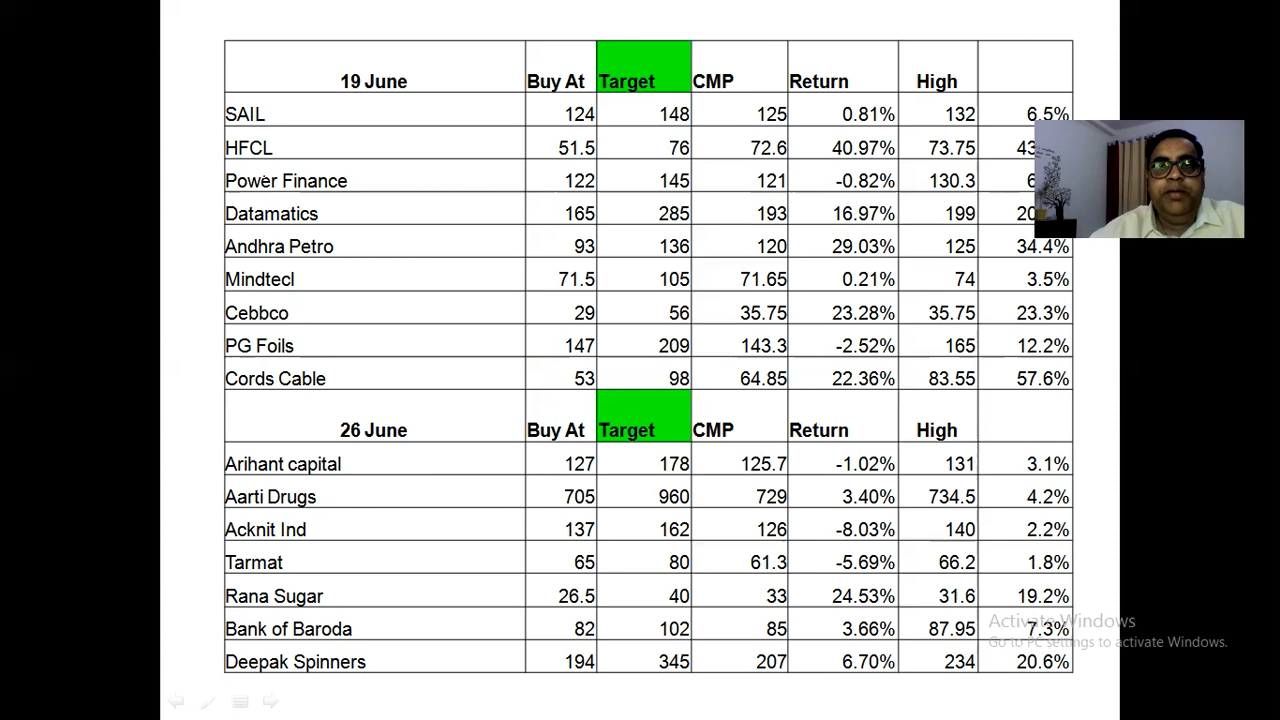 19 June Buy At Target CMP Return High
SAIL 124 148 125 0.81% 132 6.5%
HFCL 51.5 76 72.6 40.97% 73.75
Power Finance 122 145 121 -0.82% 130.3
Datamatics 165 285 193 16.97% 199
Andhra Petro 93 136 120 29.03% 125 34.4%
Mindtecl 71.5 105 71.65 0.21% 74 3.5%
Cebbco 29 56 35.75 23.28% 35.75 23.3%
PG Foils 147 209 143.3 -2.52% 165 12.2%
Cords Cable 53 98 64.85 22.36% 83.55 57.6%
26 June Buy At Target CMP Return High
Arihant capital 127 178 125.7 -1.02% 131 3.1%
Aarti Drugs 705 960 729 3.40% 734.5 4.2%
Acknit Ind 137 162 126 -8.03% 140 2.2%
Tarmat 65 80 61.3 -5.69% 66.2 1.8%
Rana Sugar 26.5 40 33 24.53% 31.6 19.2%
Bank of Baroda 82 102 85 3.66% 87.95 7.3%
Deepak Spinners 194 345 207 6.70% 234 20.6%
Activate Windows
Go to PC settings to activate Windows.